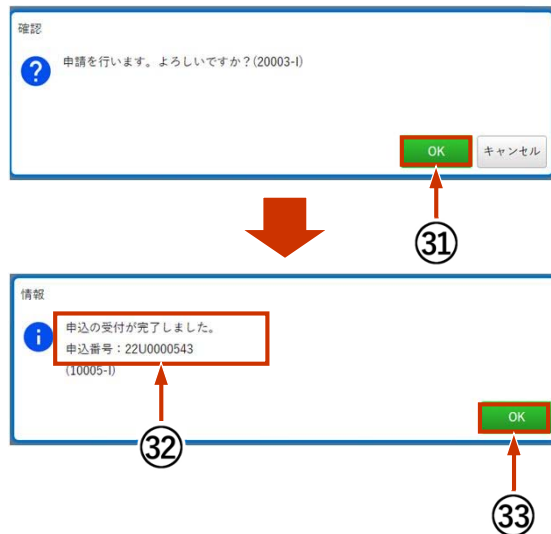 確認
申請を行います。よろしいですか？(20003-I)
OK
キャンセル
㉛
情報
申込の受付が完了しました。
申込番号：22U0000543
(10005-I)
OK
㉜
㉝